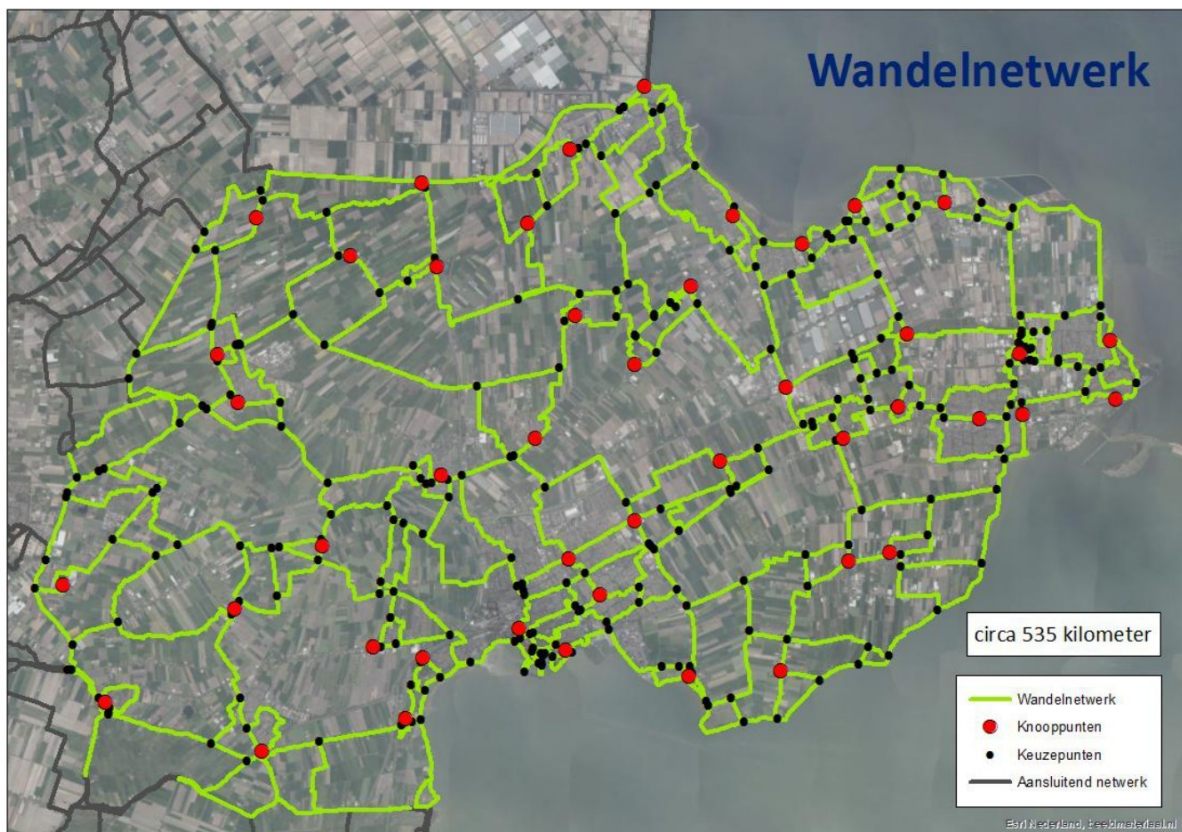 Wandelnetwerk
circa 535 kilometer
Wandelnetwerk
Knooppunten
Keuzepunten
Aansluitend netwerk
Esri Nederland, beeldmateriaal.nl